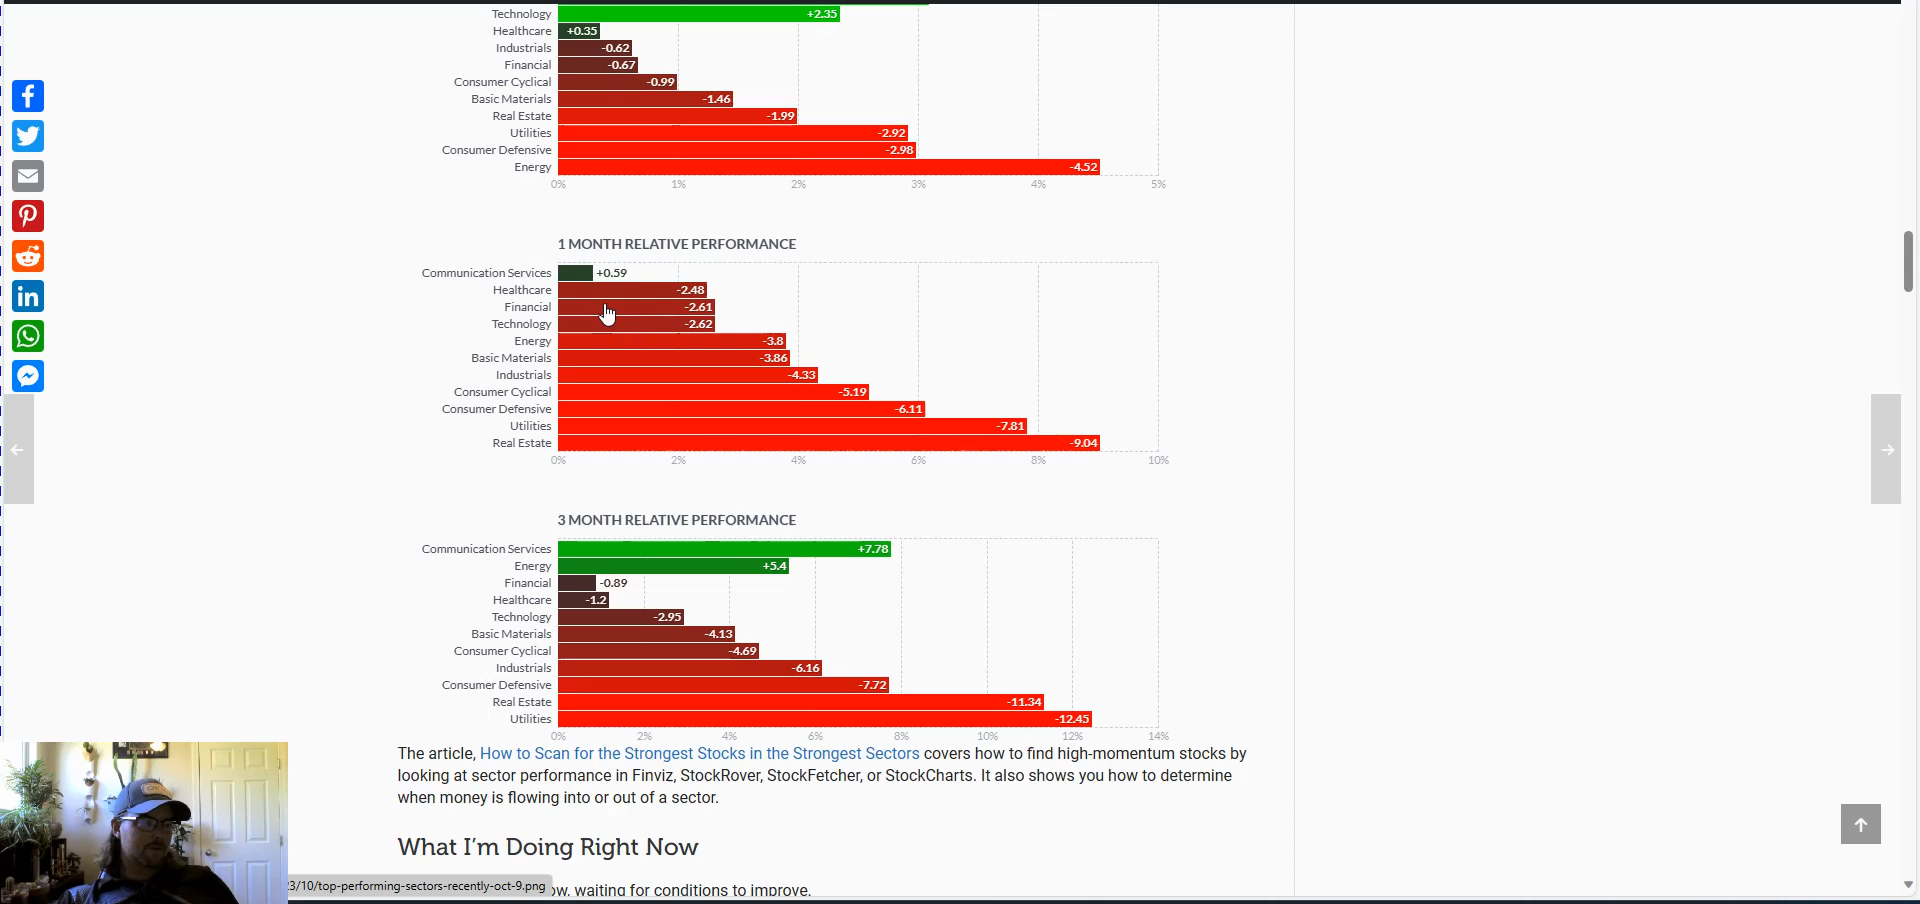 Technology +2.35
Healthcare +0.35
Industrials -0.62
Financial -0.67
Consumer Cyclical -0.99
Basic Materials -1.46
Real Estate -1.99
Utilities -2.92
Consumer Defensive -2.98
Energy -4.52
0% 1% 2% 3% 4% 5%
1 MONTH RELATIVE PERFORMANCE
Communication Services +0.59
Healthcare -2.48
Financial -2.61
Technology -2.62
Energy -3.8
Basic Materials -3.86
Industrials -4.33
Consumer Cyclical -5.19
Consumer Defensive -6.11
Utilities -7.81
Real Estate -9.04
0% 2% 4% 6% 8% 10%
3 MONTH RELATIVE PERFORMANCE
Communication Services +7.78
Energy +5.4
Financial -0.89
Healthcare -1.2
Technology -2.95
Basic Materials -4.13
Consumer Cyclical -4.69
Industrials -6.16
Consumer Defensive -7.72
Real Estate -11.34
Utilities -12.45
0% 2% 4% 6% 8% 10% 12% 14%
The article, How to Scan for the Strongest Stocks in the Strongest Sectors covers how to find high-momentum stocks by
looking at sector performance in Finviz, StockRover, StockFetcher, or StockCharts. It also shows you how to determine
when money is flowing into or out of a sector.
What I'm Doing Right Now
3/10/top-performing-sectors-recently-oct-9.png
waiting for conditions to improve.